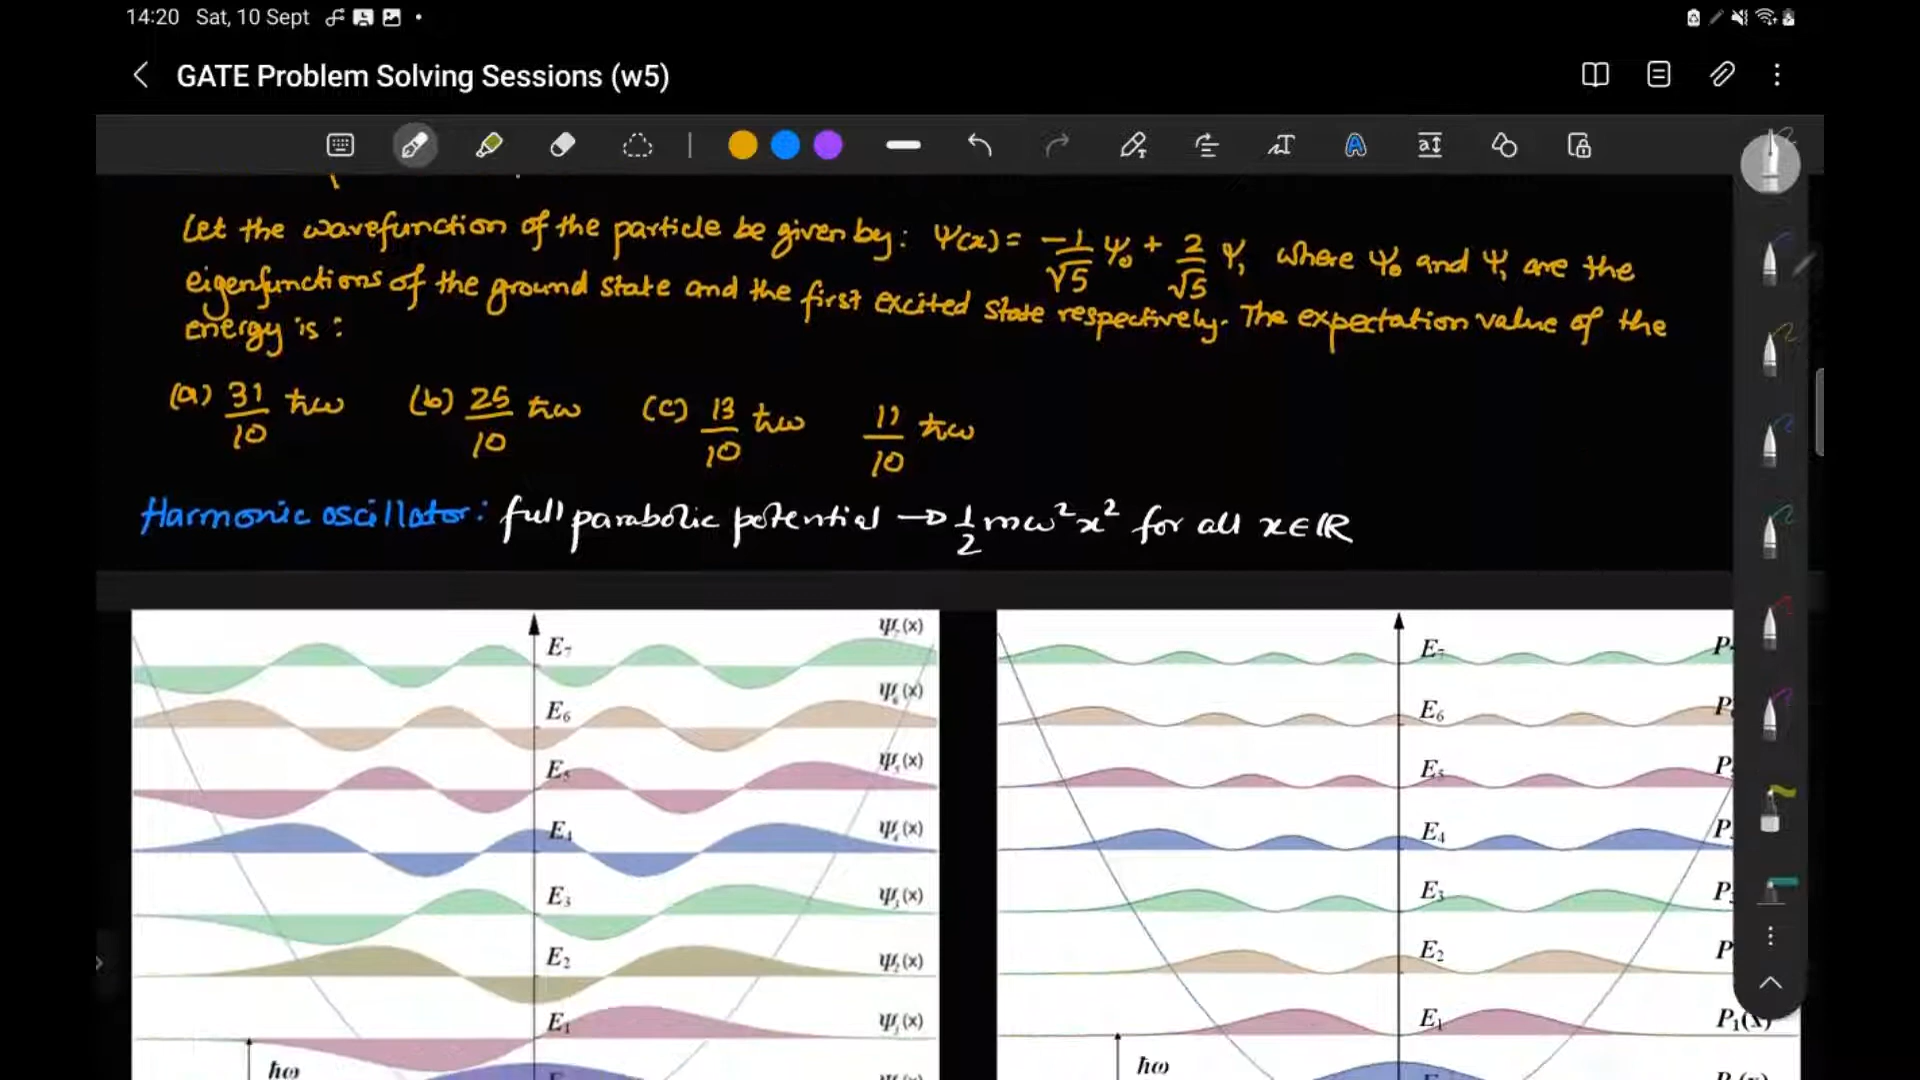 14:20 Sat, 10 Sept
GATE Problem Solving Sessions (w5)
Let the wavefunction of the particle be given by: Ψ(x) = -1/√5 Ψ₀ + 2/√5 Ψ₁ where Ψ₀ and Ψ₁ are the
eigenfunctions of the ground state and the first excited state respectively. The expectation value of the
energy is :
(a) 31/10 ħω (b) 25/10 ħω (c) 13/10 ħω 11/10 ħω
Harmonic oscillator: full parabolic potential → 1/2 mω²x² for all x∈ℝ
E₇ Ψ₇(x)
E₆ Ψ₆(x)
E₅ Ψ₅(x)
E₄ Ψ₄(x)
E₃ Ψ₃(x)
E₂ Ψ₂(x)
E₁ Ψ₁(x)
ħω
E₇
E₆
E₅
E₄
E₃
E₂
E₁ P₁(x)
ħω